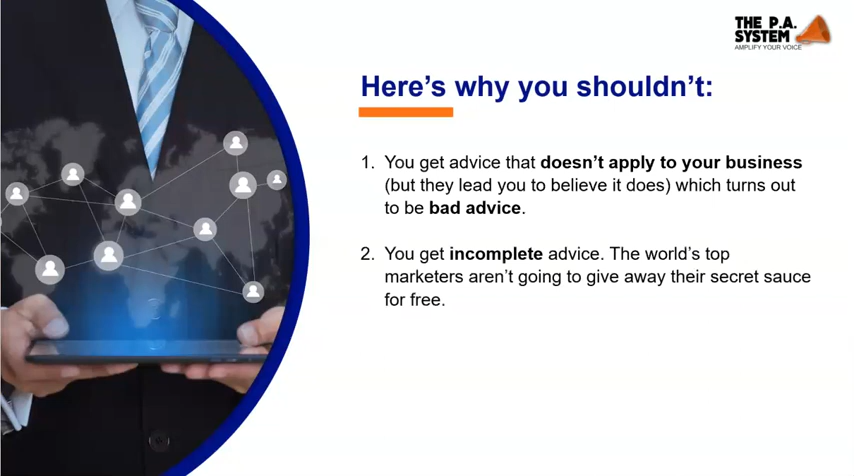 THE P.A.
SYSTEM
AMPLIFY YOUR VOICE
Here’s why you shouldn’t:
1. You get advice that doesn’t apply to your business
(but they lead you to believe it does) which turns out
to be bad advice.
2. You get incomplete advice. The world’s top
marketers aren’t going to give away their secret sauce
for free.